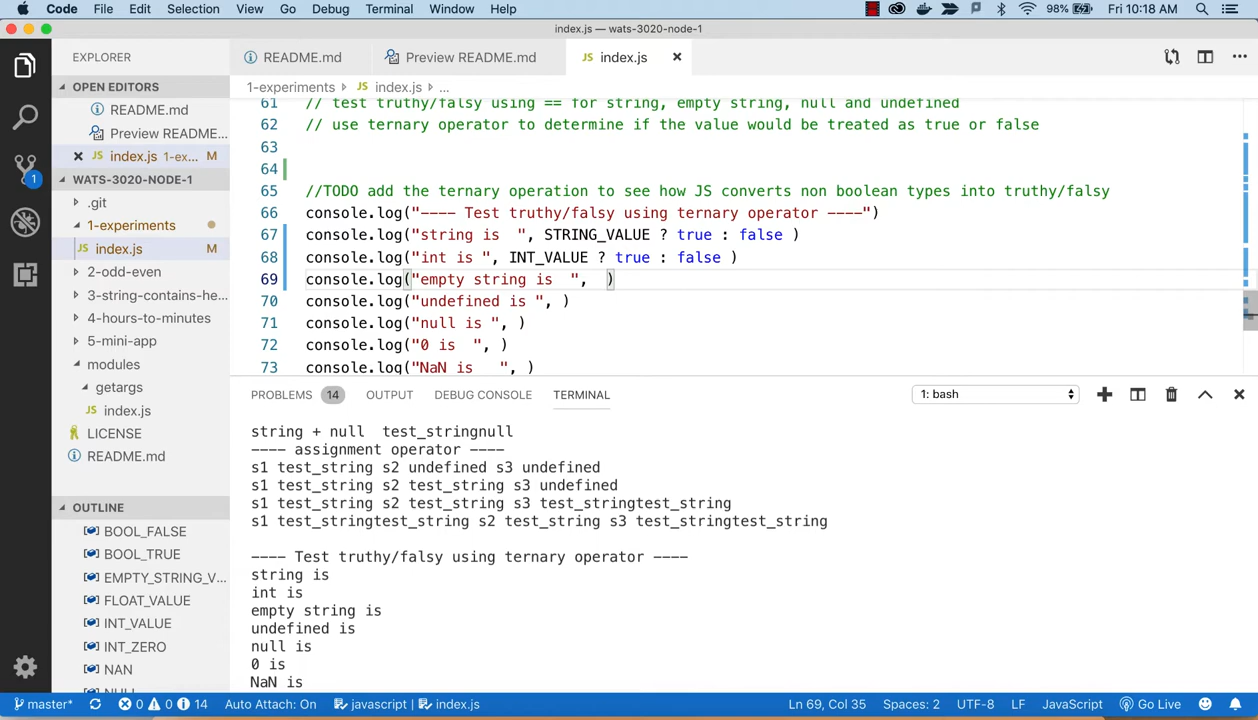 Code File Edit Selection View Go Debug Terminal Window Help 98% Fri 10:18 AM
index.js — wats-3020-node-1
EXPLORER
README.md
Preview README.md
JS index.js
OPEN EDITORS
README.md
Preview README...
JS index.js 1-ex... M
WATS-3020-NODE-1
.git
1-experiments
JS index.js M
2-odd-even
3-string-contains-he...
4-hours-to-minutes
5-mini-app
modules
getargs
JS index.js
LICENSE
README.md
OUTLINE
BOOL_FALSE
BOOL_TRUE
EMPTY_STRING_V...
FLOAT_VALUE
INT_VALUE
INT_ZERO
NAN
1-experiments JS index.js ...
61 // test truthy/falsy using == for string, empty string, null and undefined
62 // use ternary operator to determine if the value would be treated as true or false
63
64
65 //TODO add the ternary operation to see how JS converts non boolean types into truthy/falsy
66 console.log("---- Test truthy/falsy using ternary operator ----")
67 console.log("string is  ", STRING_VALUE ? true : false )
68 console.log("int is ", INT_VALUE ? true : false )
69 console.log("empty string is  ",  )
70 console.log("undefined is ", )
71 console.log("null is ", )
72 console.log("0 is  ", )
73 console.log("NaN is   ", )
PROBLEMS 14 OUTPUT DEBUG CONSOLE TERMINAL 1: bash
string + null  test_stringnull
---- assignment operator ----
s1 test_string s2 undefined s3 undefined
s1 test_string s2 test_string s3 undefined
s1 test_string s2 test_string s3 test_stringtest_string
s1 test_stringtest_string s2 test_string s3 test_stringtest_string
---- Test truthy/falsy using ternary operator ----
string is
int is
empty string is
undefined is
null is
0 is
NaN is
1
master* 0 0 14 Auto Attach: On javascript | index.js Ln 69, Col 35 Spaces: 2 UTF-8 LF JavaScript Go Live